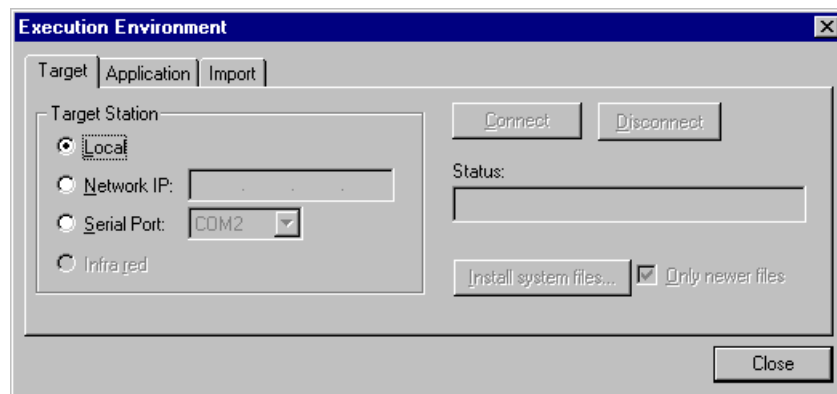 Execution Environment
Target Application Import
Target Station
Local
Network IP: . . .
Serial Port: COM2
Infra red
Connect Disconnect
Status:
Install system files... Only newer files
Close